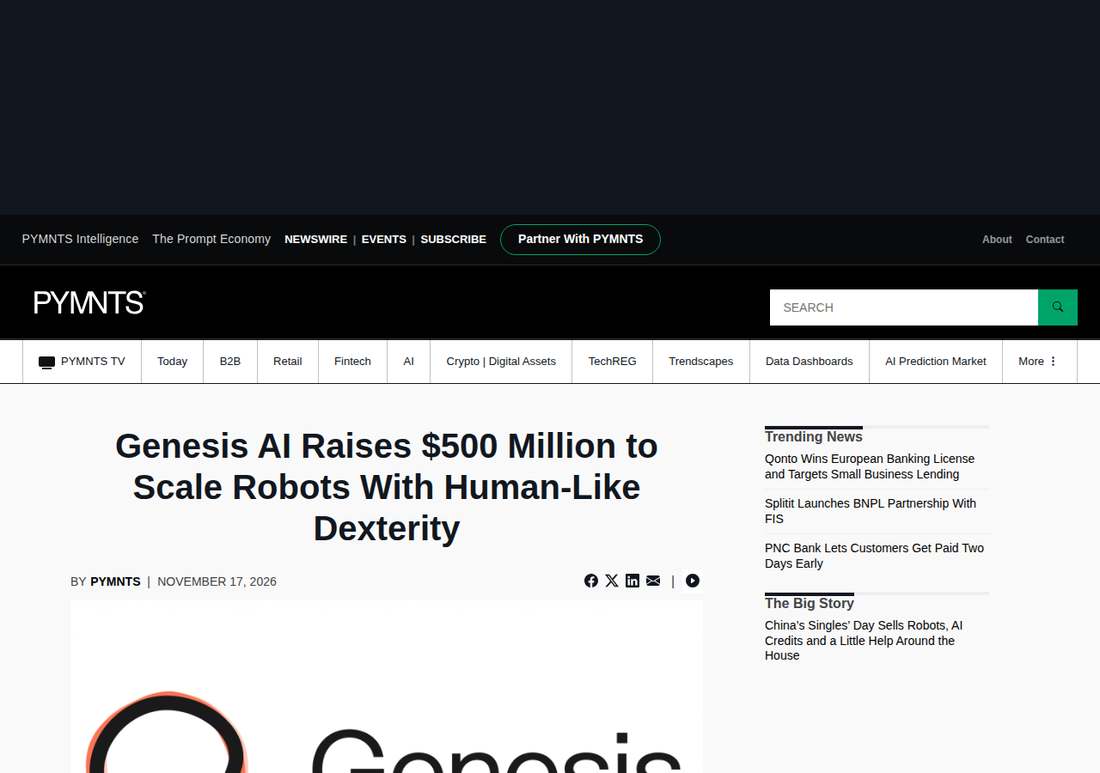 PYMNTS Intelligence The Prompt Economy NEWSWIRE | EVENTS | SUBSCRIBE Partner With PYMNTS About Contact
PYMNTS®
SEARCH
PYMNTS TV Today B2B Retail Fintech AI Crypto | Digital Assets TechREG Trendscapes Data Dashboards AI Prediction Market More
Genesis AI Raises $500 Million to
Scale Robots With Human-Like
Dexterity
BY PYMNTS | NOVEMBER 17, 2026
|
Genesis
Trending News
Qonto Wins European Banking License
and Targets Small Business Lending
Splitit Launches BNPL Partnership With
FIS
PNC Bank Lets Customers Get Paid Two
Days Early
The Big Story
China’s Singles’ Day Sells Robots, AI
Credits and a Little Help Around the
House